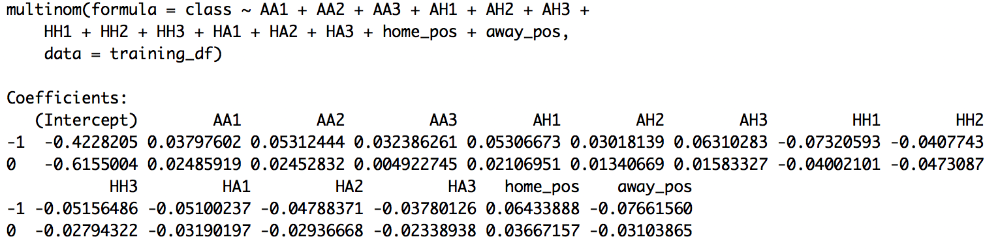 multinom(formula = class ~ AA1 + AA2 + AA3 + AH1 + AH2 + AH3 +
    HH1 + HH2 + HH3 + HA1 + HA2 + HA3 + home_pos + away_pos,
    data = training_df)

Coefficients:
   (Intercept)        AA1        AA2         AA3        AH1        AH2        AH3         HH1        HH2
-1  -0.4228205 0.03797602 0.05312444 0.032386261 0.05306673 0.03018139 0.06310283 -0.07320593 -0.0407743
0   -0.6155004 0.02485919 0.02452832 0.004922745 0.02106951 0.01340669 0.01583327 -0.04002101 -0.0473087
           HH3         HA1         HA2         HA3   home_pos    away_pos
-1 -0.05156486 -0.05100237 -0.04788371 -0.03780126 0.06433888 -0.07661560
0  -0.02794322 -0.03190197 -0.02936668 -0.02338938 0.03667157 -0.03103865